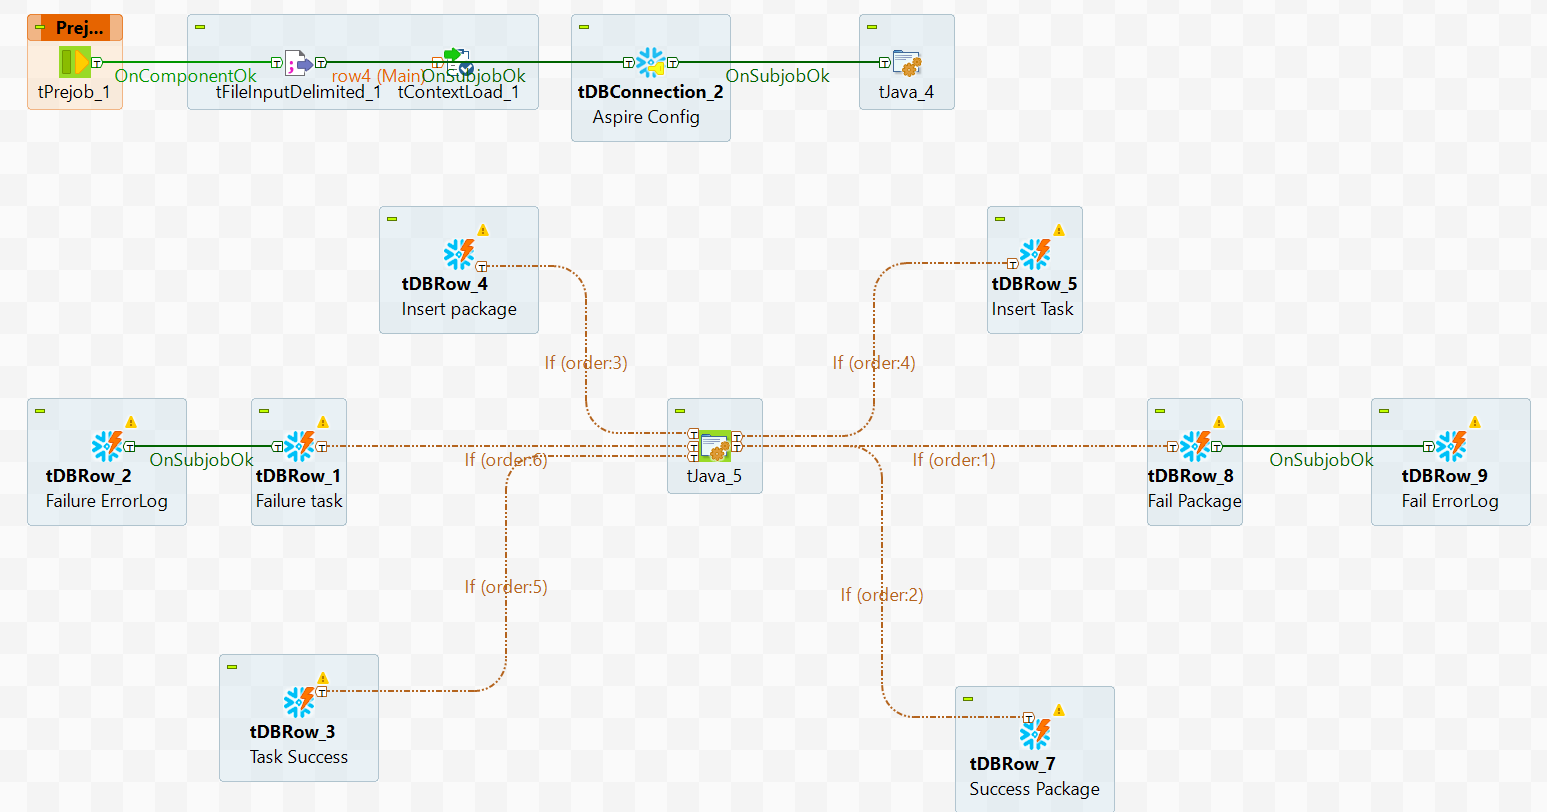 Prej...
OnComponentOk
row4 (Main)
OnSubjobOk
OnSubjobOk
tPrejob_1
tFileInputDelimited_1
tContextLoad_1
tDBConnection_2
Aspire Config
tJava_4
tDBRow_4
Insert package
tDBRow_5
Insert Task
If (order:3)
If (order:4)
OnSubjobOk
If (order:6)
If (order:1)
OnSubjobOk
tDBRow_2
Failure ErrorLog
tDBRow_1
Failure task
tJava_5
tDBRow_8
Fail Package
tDBRow_9
Fail ErrorLog
If (order:5)
If (order:2)
tDBRow_3
Task Success
tDBRow_7
Success Package